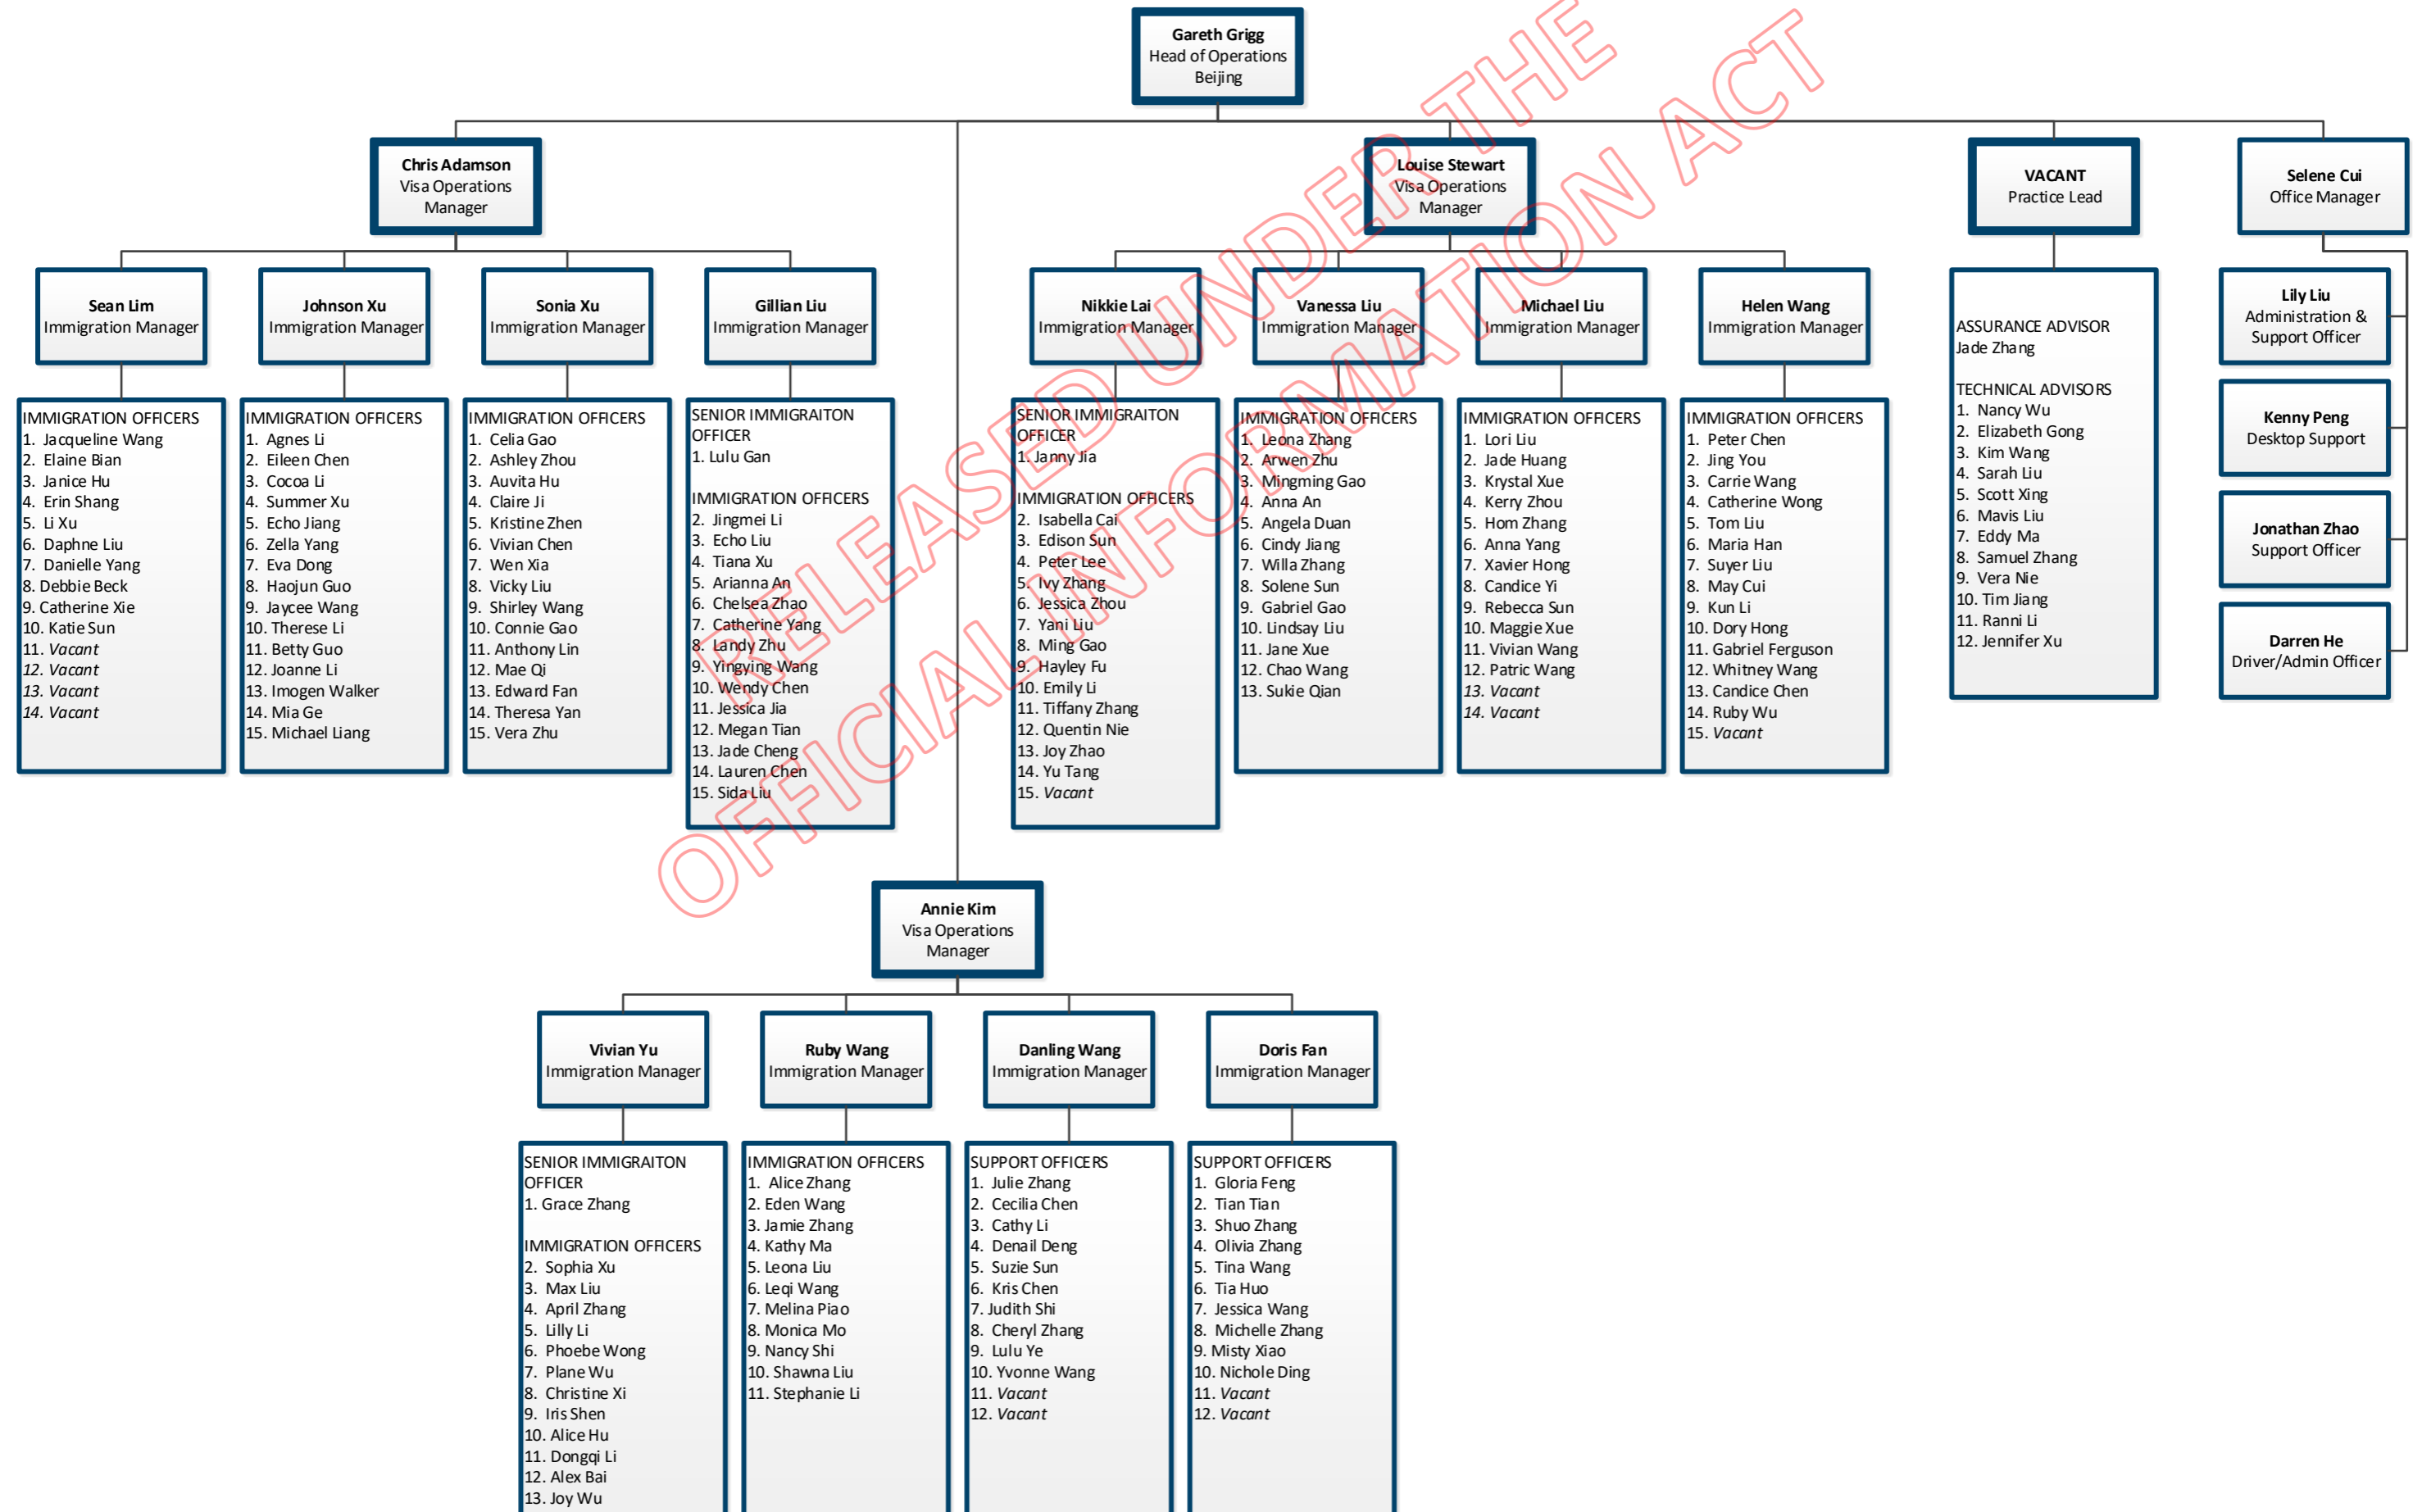 Gareth Grigg
Head of Operations
Beijing
Chris Adamson
Visa Operations
Manager
Louise Stewart
Visa Operations
Manager
VACANT
Practice Lead
Selene Cui
Office Manager
Sean Lim
Immigration Manager
Johnson Xu
Immigration Manager
Sonia Xu
Immigration Manager
Gillian Liu
Immigration Manager
Nikkie Lai
Immigration Manager
Vanessa Liu
Immigration Manager
Michael Liu
Immigration Manager
Helen Wang
Immigration Manager
IMMIGRATION OFFICERS
1. Jacqueline Wang
2. Elaine Bian
3. Janice Hu
4. Erin Shang
5. Li Xu
6. Daphne Liu
7. Danielle Yang
8. Debbie Beck
9. Catherine Xie
10. Katie Sun
11. Vacant
12. Vacant
13. Vacant
14. Vacant
IMMIGRATION OFFICERS
1. Agnes Li
2. Eileen Chen
3. Cocoa Li
4. Summer Xu
5. Echo Jiang
6. Zella Yang
7. Eva Dong
8. Haojun Guo
9. Jaycee Wang
10. Therese Li
11. Betty Guo
12. Joanne Li
13. Imogen Walker
14. Mia Ge
15. Michael Liang
IMMIGRATION OFFICERS
1. Celia Gao
2. Ashley Zhou
3. Auvita Hu
4. Claire Ji
5. Kristine Zhen
6. Vivian Chen
7. Wen Xia
8. Vicky Liu
9. Shirley Wang
10. Connie Gao
11. Anthony Lin
12. Mae Qi
13. Edward Fan
14. Theresa Yan
15. Vera Zhu
SENIOR IMMIGRAITON
OFFICER
1. Lulu Gan
IMMIGRATION OFFICERS
2. Jingmei Li
3. Echo Liu
4. Tiana Xu
5. Arianna An
6. Chelsea Zhao
7. Catherine Yang
8. Landy Zhu
9. Yingying Wang
10. Wendy Chen
11. Jessica Jia
12. Megan Tian
13. Jade Cheng
14. Lauren Chen
15. Sida Liu
SENIOR IMMIGRAITON
OFFICER
1. Janny Jia
IMMIGRATION OFFICERS
2. Isabella Cai
3. Edison Sun
4. Peter Lee
5. Ivy Zhang
6. Jessica Zhou
7. Yani Liu
8. Ming Gao
9. Hayley Fu
10. Emily Li
11. Tiffany Zhang
12. Quentin Nie
13. Joy Zhao
14. Yu Tang
15. Vacant
IMMIGRATION OFFICERS
1. Leona Zhang
2. Arwen Zhu
3. Mingming Gao
4. Anna An
5. Angela Duan
6. Cindy Jiang
7. Willa Zhang
8. Solene Sun
9. Gabriel Gao
10. Lindsay Liu
11. Jane Xue
12. Chao Wang
13. Sukie Qian
IMMIGRATION OFFICERS
1. Lori Liu
2. Jade Huang
3. Krystal Xue
4. Kerry Zhou
5. Hom Zhang
6. Anna Yang
7. Xavier Hong
8. Candice Yi
9. Rebecca Sun
10. Maggie Xue
11. Vivian Wang
12. Patric Wang
13. Vacant
14. Vacant
IMMIGRATION OFFICERS
1. Peter Chen
2. Jing You
3. Carrie Wang
4. Catherine Wong
5. Tom Liu
6. Maria Han
7. Suyer Liu
8. May Cui
9. Kun Li
10. Dory Hong
11. Gabriel Ferguson
12. Whitney Wang
13. Candice Chen
14. Ruby Wu
15. Vacant
ASSURANCE ADVISOR
Jade Zhang
TECHNICAL ADVISORS
1. Nancy Wu
2. Elizabeth Gong
3. Kim Wang
4. Sarah Liu
5. Scott Xing
6. Mavis Liu
7. Eddy Ma
8. Samuel Zhang
9. Vera Nie
10. Tim Jiang
11. Ranni Li
12. Jennifer Xu
Lily Liu
Administration &
Support Officer
Kenny Peng
Desktop Support
Jonathan Zhao
Support Officer
Darren He
Driver/Admin Officer
RELEASED UNDER THE
OFFICIAL INFORMATION ACT
Annie Kim
Visa Operations
Manager
Vivian Yu
Immigration Manager
Ruby Wang
Immigration Manager
Danling Wang
Immigration Manager
Doris Fan
Immigration Manager
SENIOR IMMIGRAITON
OFFICER
1. Grace Zhang
IMMIGRATION OFFICERS
2. Sophia Xu
3. Max Liu
4. April Zhang
5. Lilly Li
6. Phoebe Wong
7. Plane Wu
8. Christine Xi
9. Iris Shen
10. Alice Hu
11. Dongqi Li
12. Alex Bai
13. Joy Wu
IMMIGRATION OFFICERS
1. Alice Zhang
2. Eden Wang
3. Jamie Zhang
4. Kathy Ma
5. Leona Liu
6. Leqi Wang
7. Melina Piao
8. Monica Mo
9. Nancy Shi
10. Shawna Liu
11. Stephanie Li
SUPPORT OFFICERS
1. Julie Zhang
2. Cecilia Chen
3. Cathy Li
4. Denail Deng
5. Suzie Sun
6. Kris Chen
7. Judith Shi
8. Cheryl Zhang
9. Lulu Ye
10. Yvonne Wang
11. Vacant
12. Vacant
SUPPORT OFFICERS
1. Gloria Feng
2. Tian Tian
3. Shuo Zhang
4. Olivia Zhang
5. Tina Wang
6. Tia Huo
7. Jessica Wang
8. Michelle Zhang
9. Misty Xiao
10. Nichole Ding
11. Vacant
12. Vacant